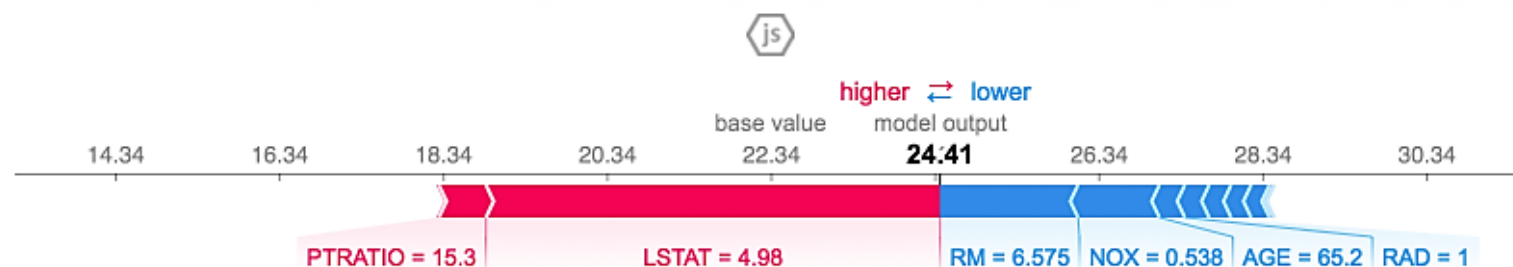 js
higher lower
base value model output
14.34 16.34 18.34 20.34 22.34 24.41 26.34 28.34 30.34
PTRATIO = 15.3 LSTAT = 4.98 RM = 6.575 NOX = 0.538 AGE = 65.2 RAD = 1